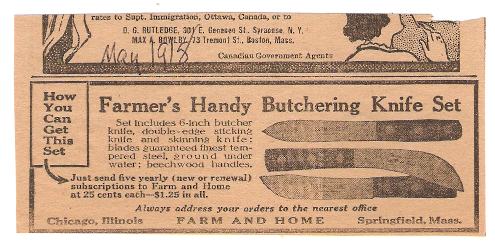 rates to Supt. Immigration, Ottawa, Canada, or to
D. G. RUTLEDGE, 301 E. Genesee St., Syracuse, N. Y.
MAX A. BOWLBY, 73 Tremont St., Boston, Mass.
May 1918
Canadian Government Agents
How
You
Can
Get
This
Set
Farmer's Handy Butchering Knife Set
Set includes 6-inch butcher
knife, double-edge sticking
knife and skinning knife;
blades guaranteed finest tem-
pered steel, ground under
water; beechwood handles.
Just send five yearly (new or renewal)
subscriptions to Farm and Home
at 25 cents each—$1.25 in all.
Always address your orders to the nearest office
Chicago, Illinois FARM AND HOME Springfield, Mass.